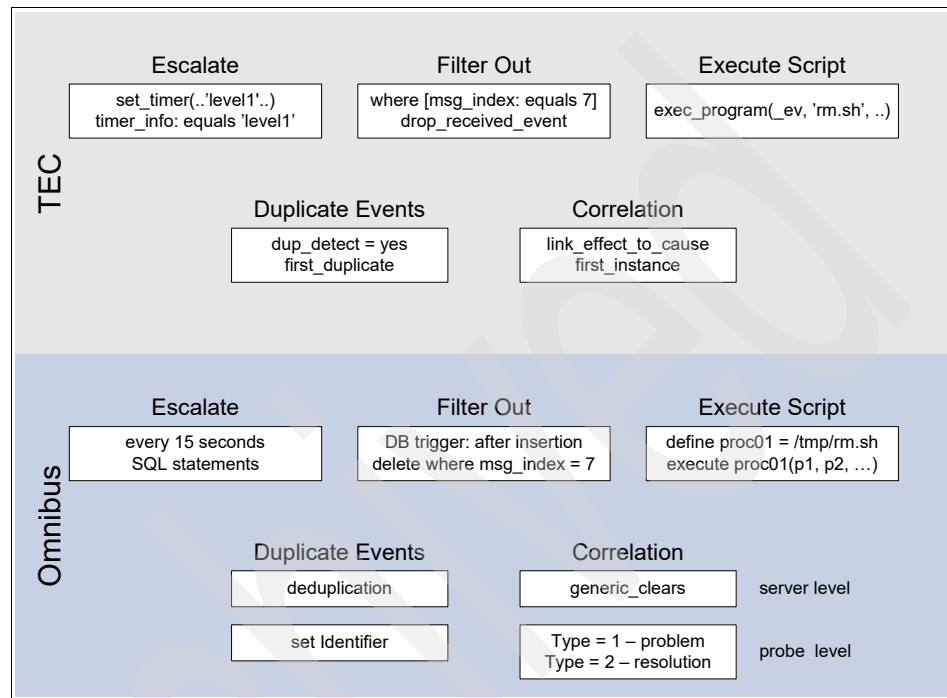 TEC
Escalate
set_timer(..'level1'..)
timer_info: equals 'level1'
Filter Out
where [msg_index: equals 7]
drop_received_event
Execute Script
exec_program(_ev, 'rm.sh', ..)
Duplicate Events
dup_detect = yes
first_duplicate
Correlation
link_effect_to_cause
first_instance
Omnibus
Escalate
every 15 seconds
SQL statements
Filter Out
DB trigger: after insertion
delete where msg_index = 7
Execute Script
define proc01 = /tmp/rm.sh
execute proc01(p1, p2, …)
Duplicate Events
deduplication
set Identifier
Correlation
generic_clears
server level
Type = 1 – problem
Type = 2 – resolution
probe level